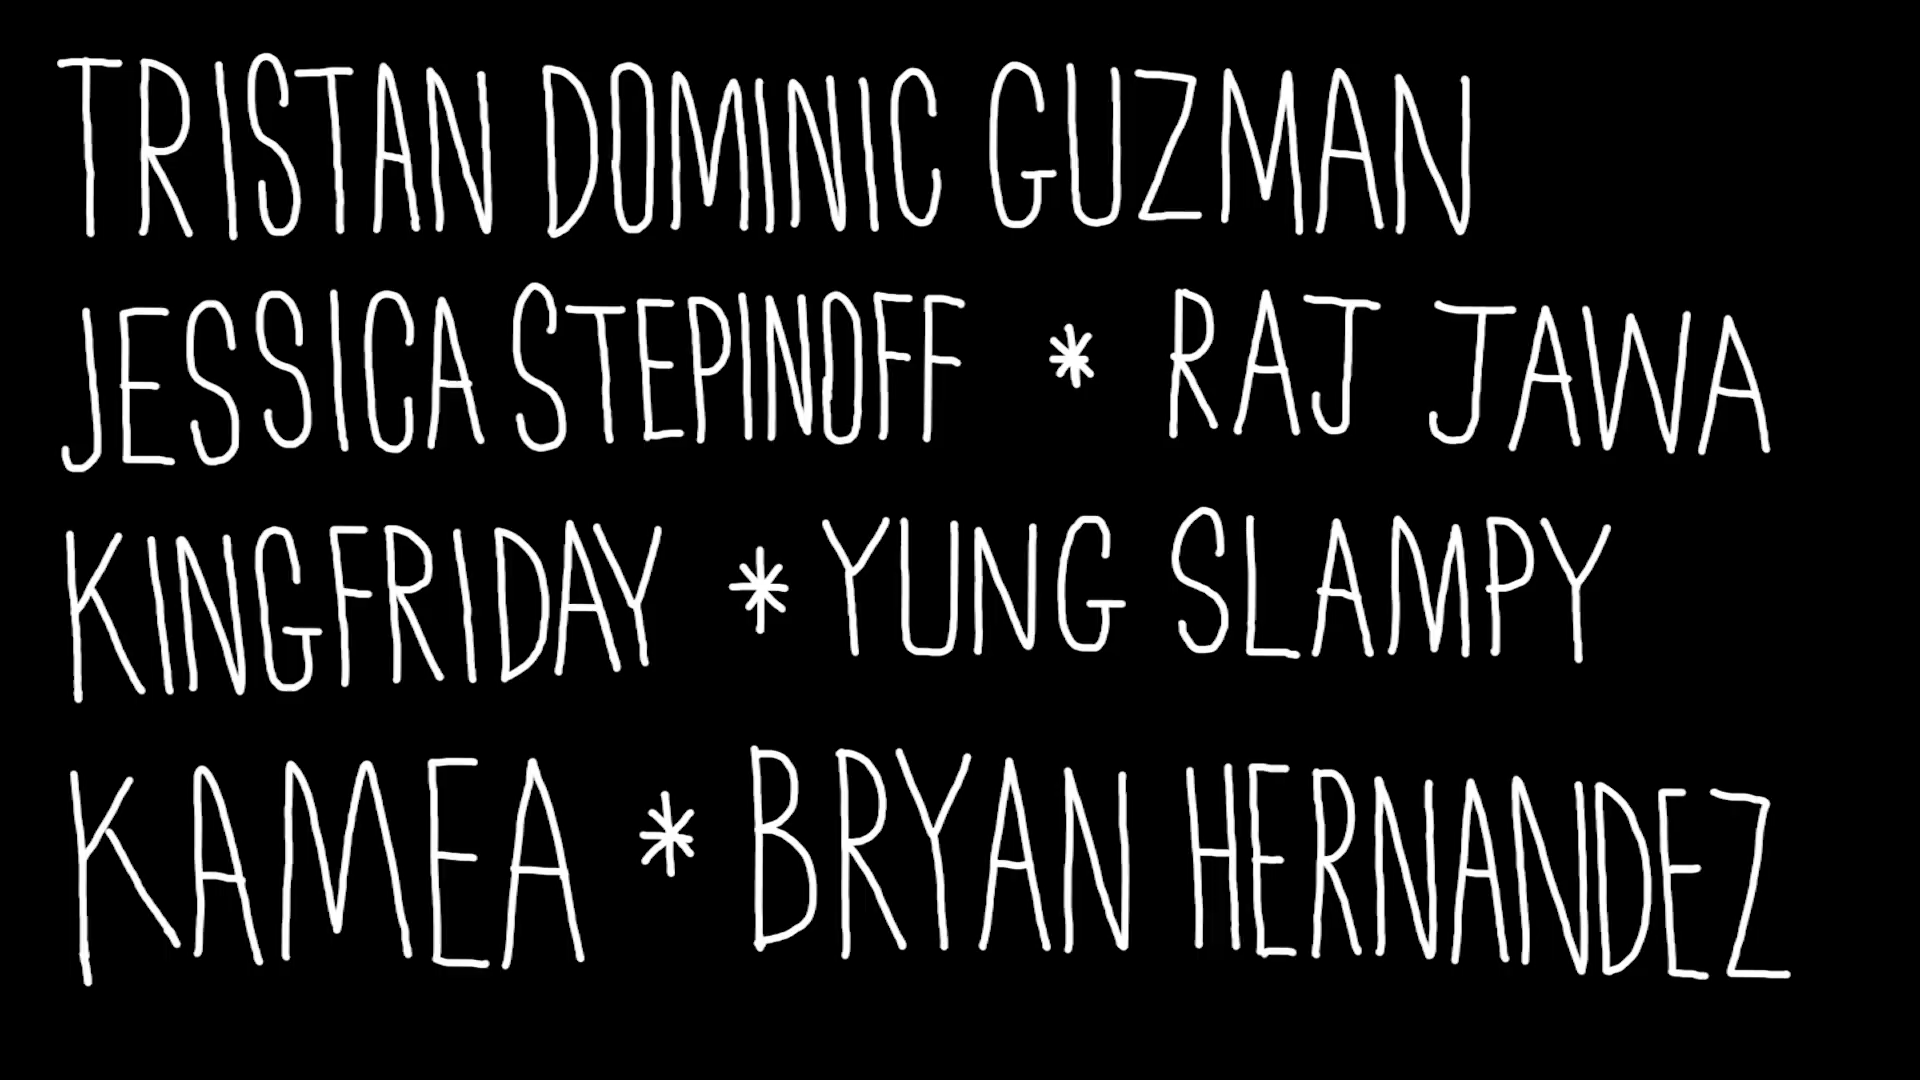 TRISTAN DOMINIC GUZMAN
JESSICA STEPINOFF * RAJ JAWA
KINGFRIDAY * YUNG SLAMPY
KAMEA * BRYAN HERNANDEZ